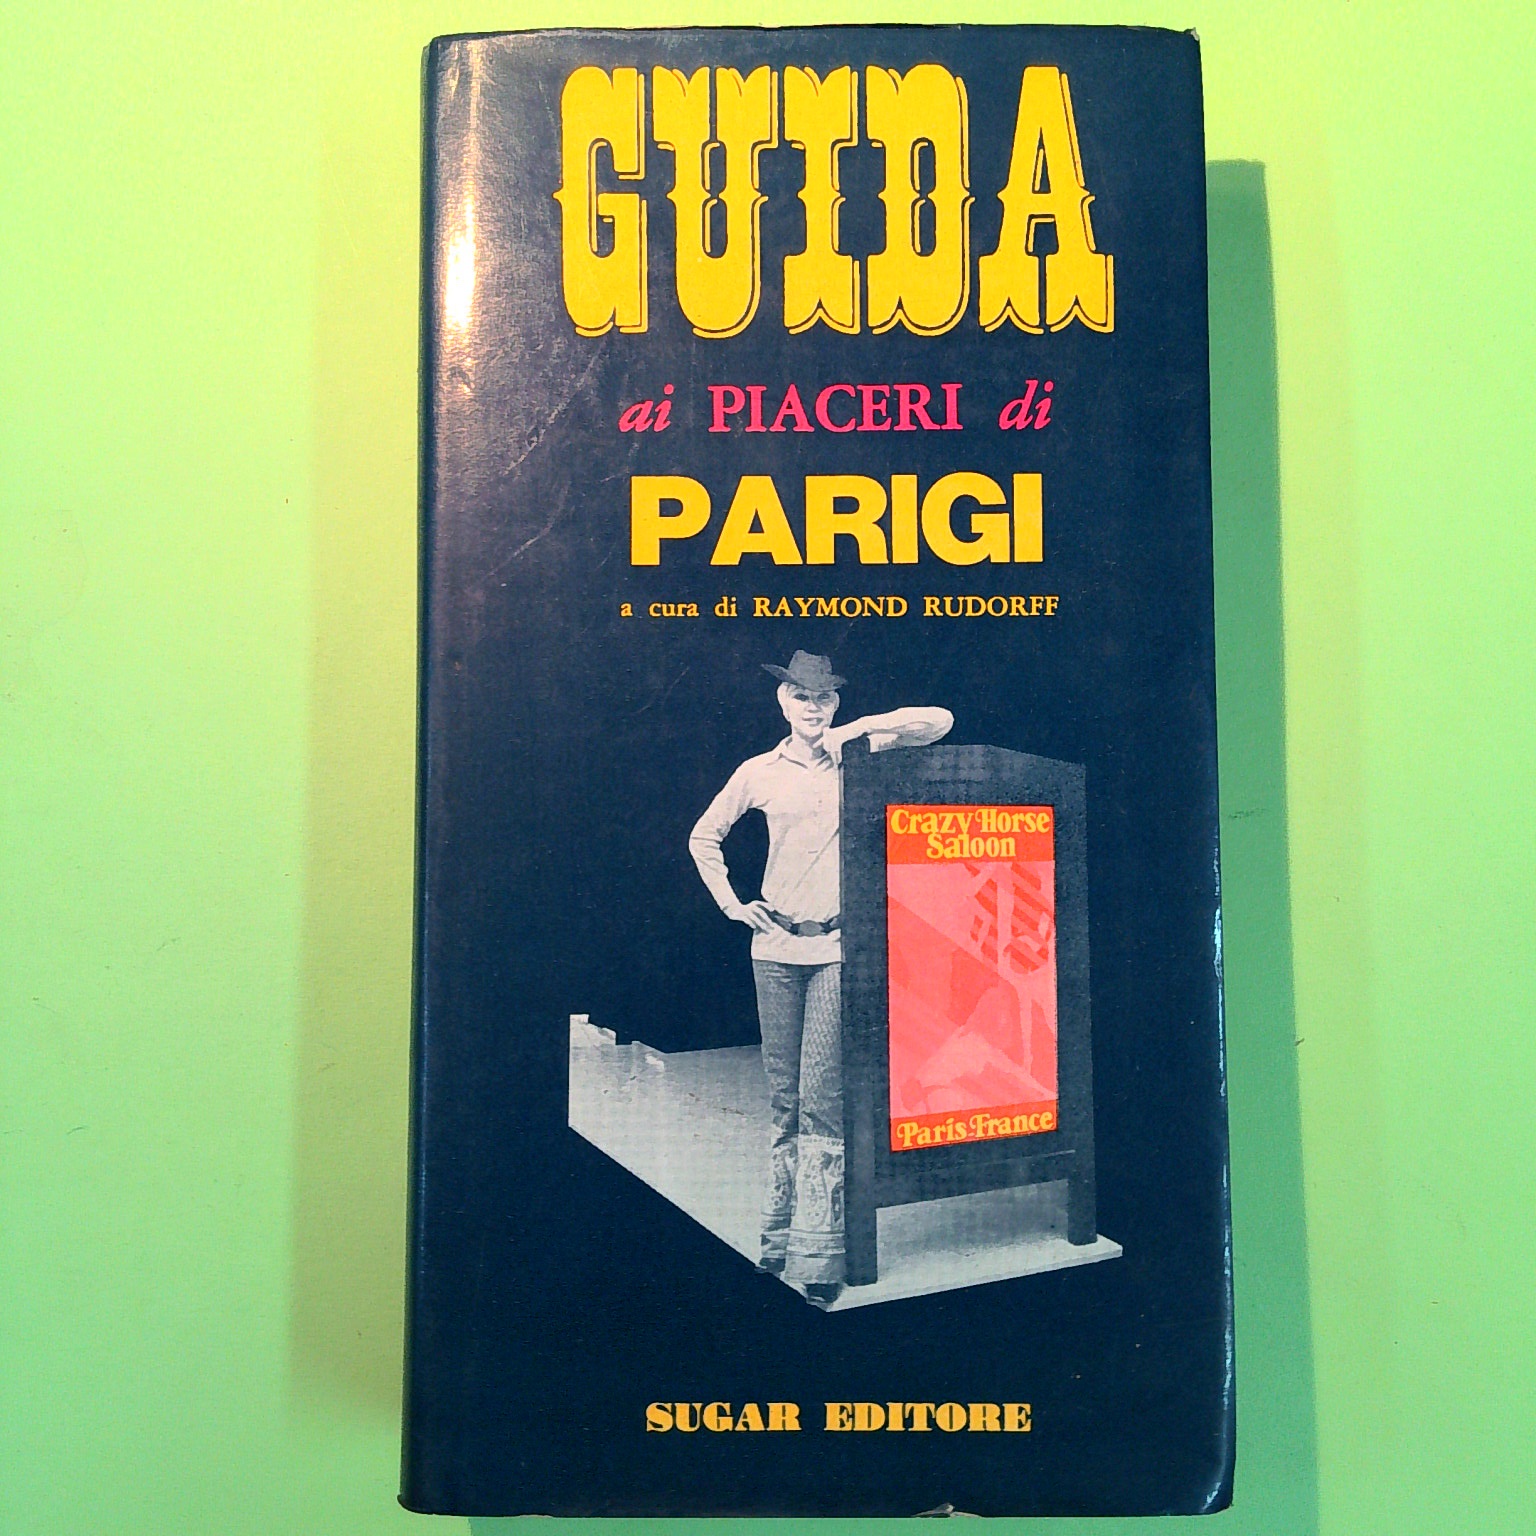 GUIDA
ai PIACERI di
PARIGI
a cura di RAYMOND RUDORFF
Crazy Horse
Saloon
Paris-France
SUGAR EDITORE